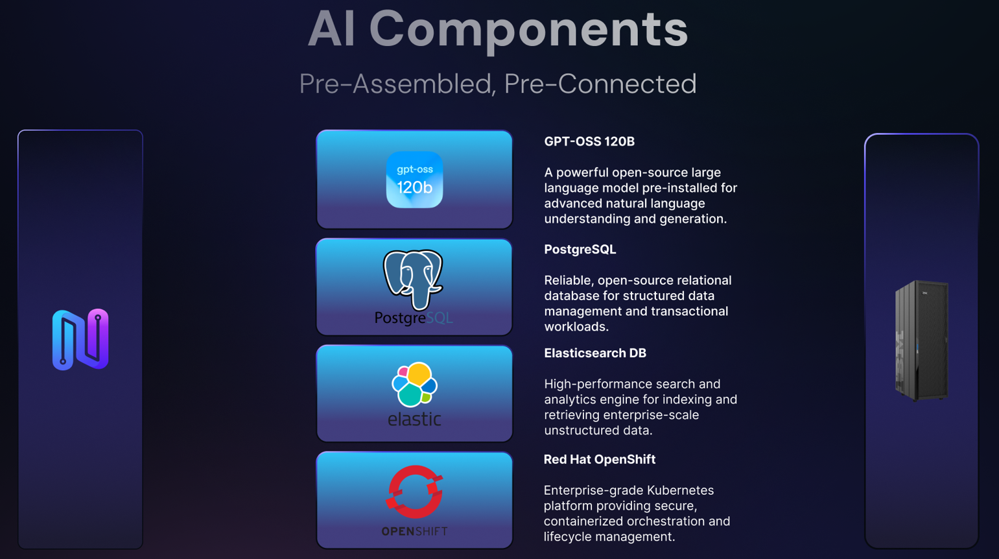 AI Components
Pre-Assembled, Pre-Connected
gpt-oss
120b
GPT-OSS 120B
A powerful open-source large
language model pre-installed for
advanced natural language
understanding and generation.
PostgreSQL
PostgreSQL
Reliable, open-source relational
database for structured data
management and transactional
workloads.
elastic
Elasticsearch DB
High-performance search and
analytics engine for indexing and
retrieving enterprise-scale
unstructured data.
OPENSHIFT
Red Hat OpenShift
Enterprise-grade Kubernetes
platform providing secure,
containerized orchestration and
lifecycle management.
IBM